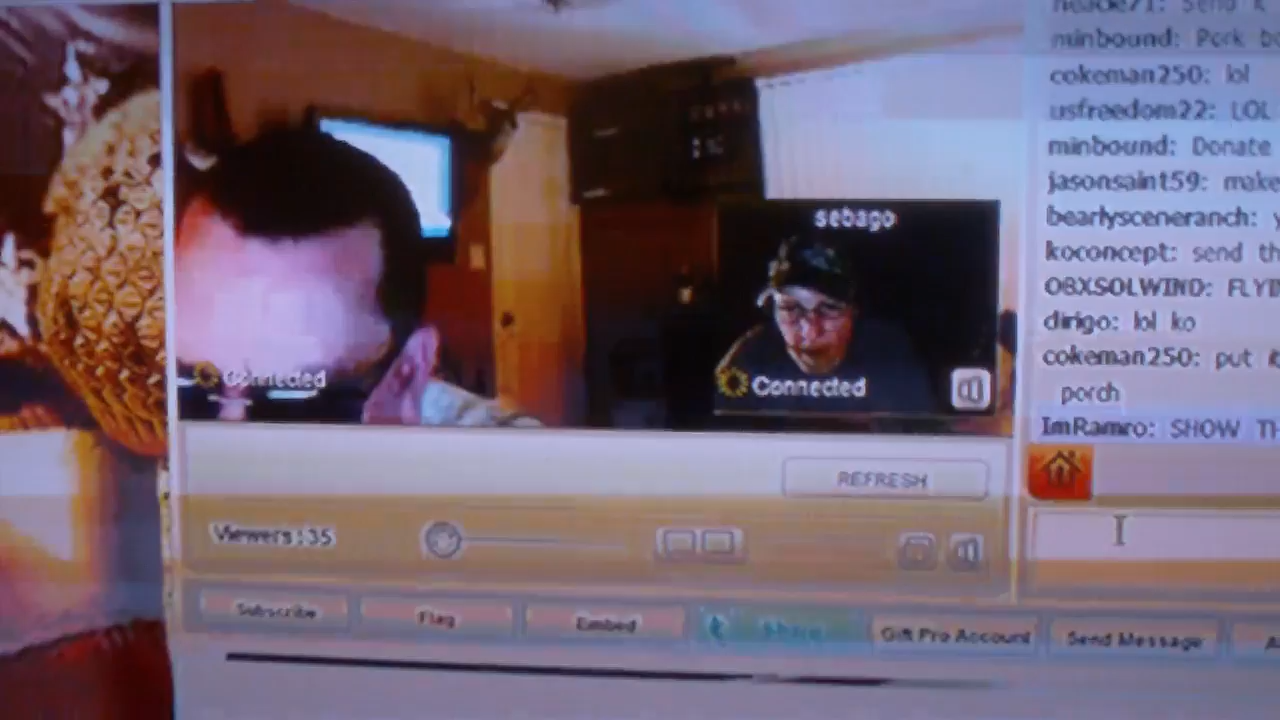 sebago
Connected
Connected
REFRESH
Viewers:35
Subscribe
Flag
Embed
Share
Gift Pro Account
Send Message
minbound: Pork
cokeman250: lol
usfreedom22: LOL
minbound: Donate
jasonsaint59: make
bearlysceneranch:
koconcept: send
OBXSOLWIND:
dirigo: lol ko
cokeman250: put
porch
ImRamro: SHOW